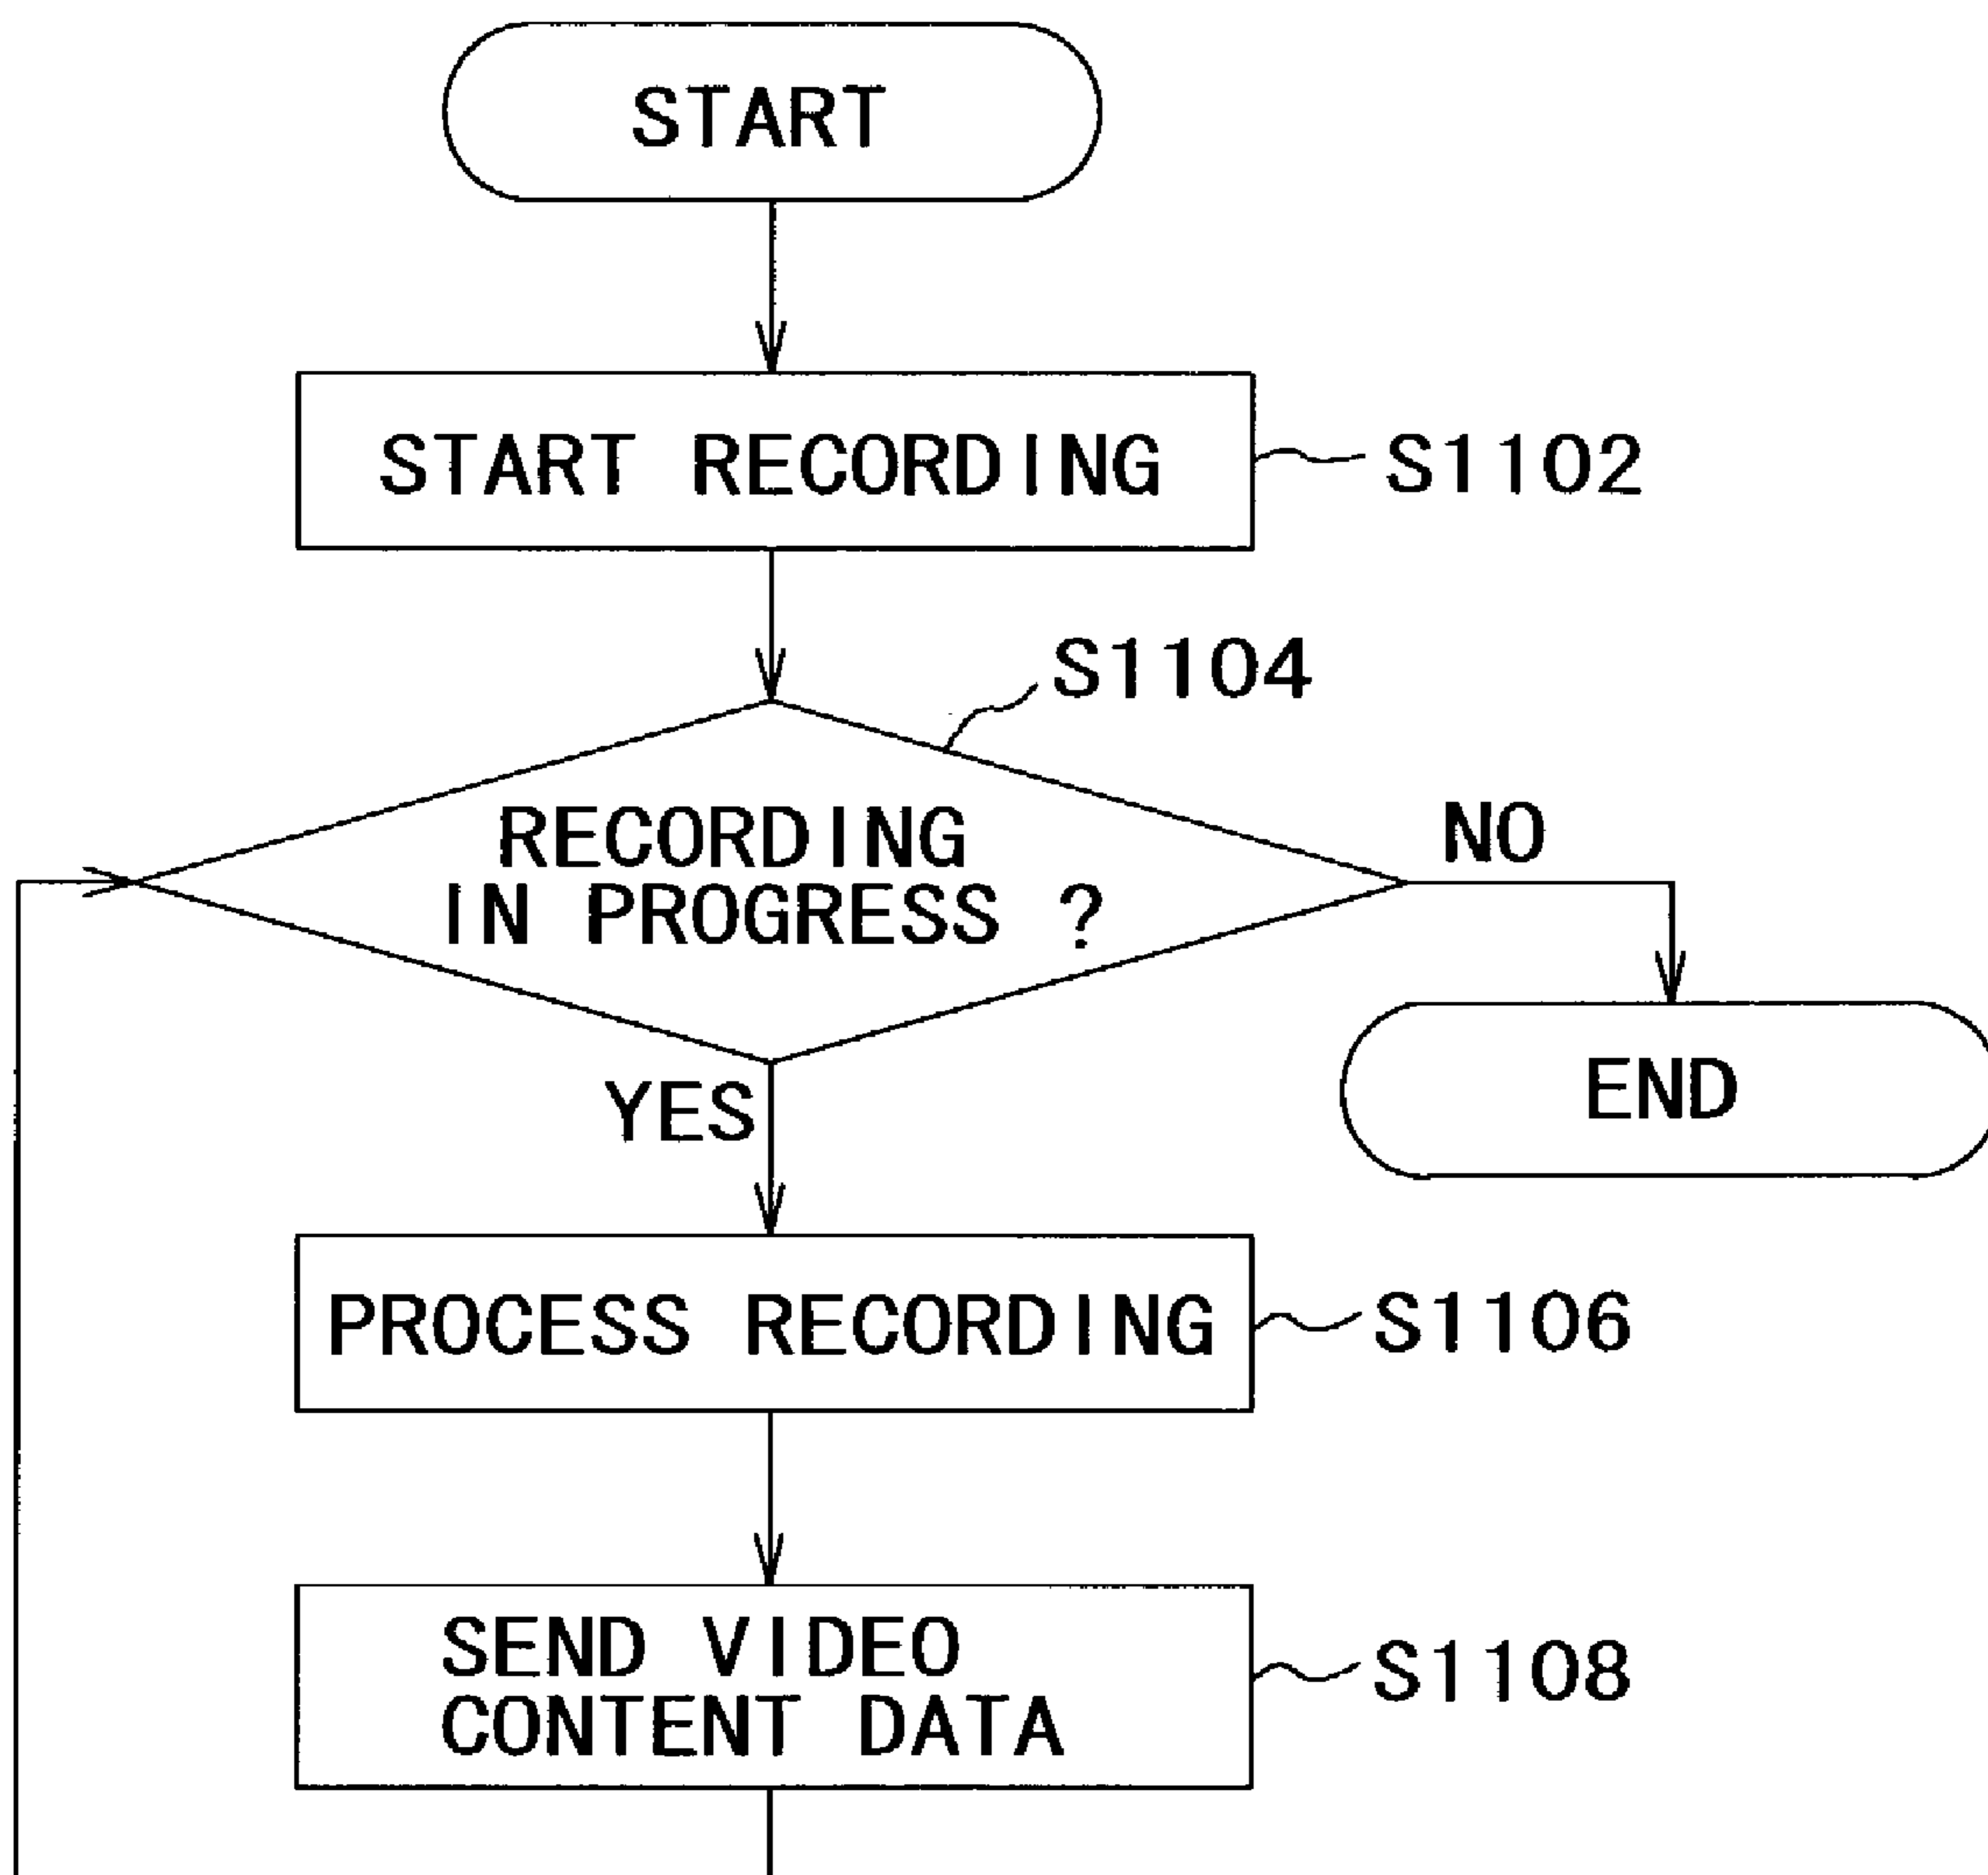 START
START RECORDING
S1102
S1104
RECORDING
IN PROGRESS ?
NO
END
YES
PROCESS RECORDING
S1106
SEND VIDEO
CONTENT DATA
S1108